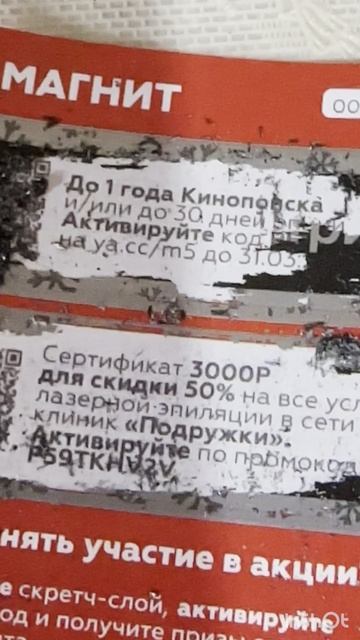 МАГНИТ
До 1 года Кинопоиска
и/или до 30 дней
Активируйте код
на ya.cc/m5 до 31.03
Сертификат 3000Р
для скидки 50% на все усл
лазерной эпиляции в сети
клиник «Подружки».
Активируйте по промокод
нять участие в акции
е скретч-слой, активируйте
од и получите призы